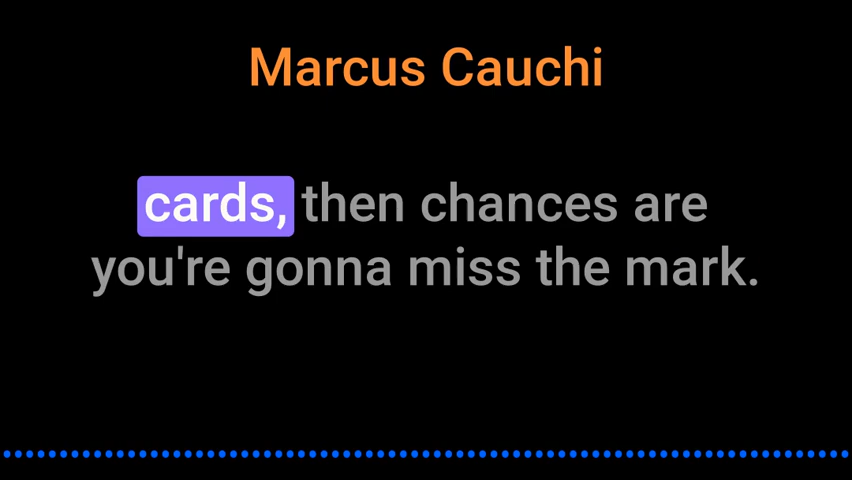 Marcus Cauchi
cards, then chances are
you're gonna miss the mark.